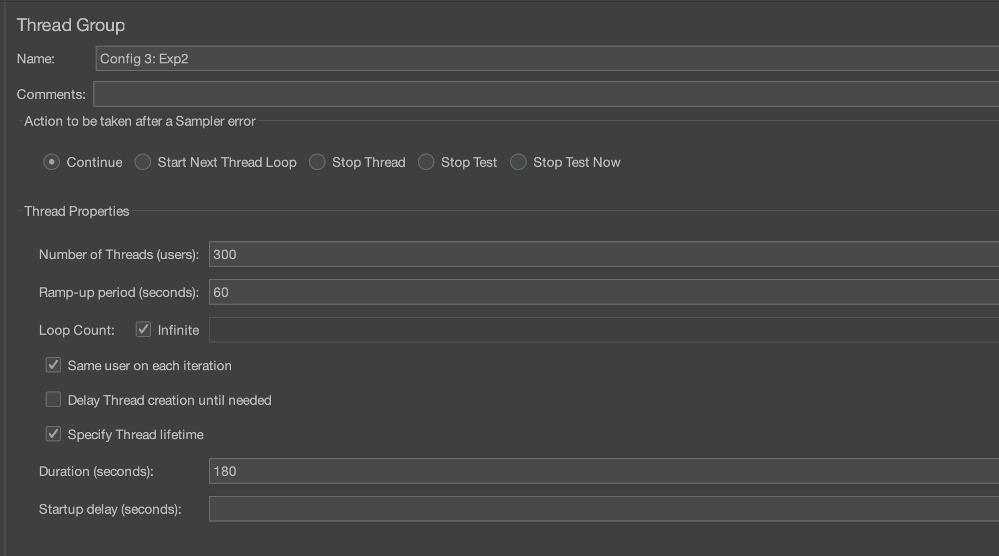 Thread Group
Name: Config 3: Exp2
Comments:
Action to be taken after a Sampler error
Continue Start Next Thread Loop Stop Thread Stop Test Stop Test Now
Thread Properties
Number of Threads (users): 300
Ramp-up period (seconds): 60
Loop Count: Infinite
Same user on each iteration
Delay Thread creation until needed
Specify Thread lifetime
Duration (seconds): 180
Startup delay (seconds):